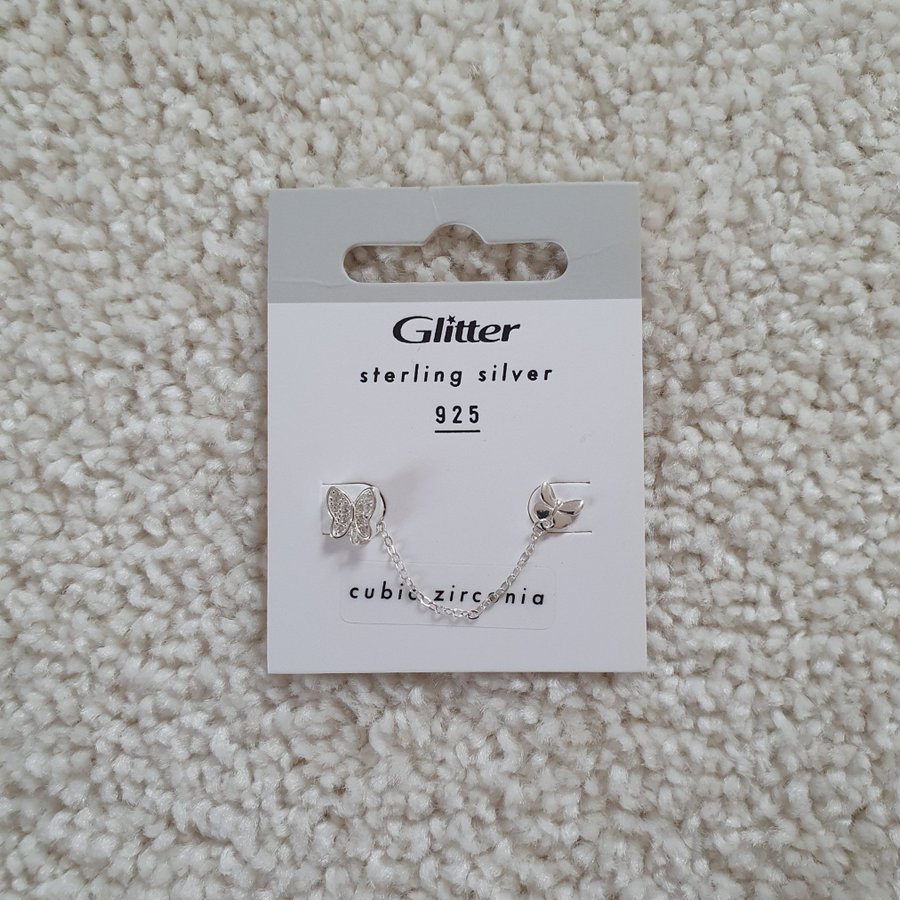 Glitter
sterling silver
925
cubic zirconia